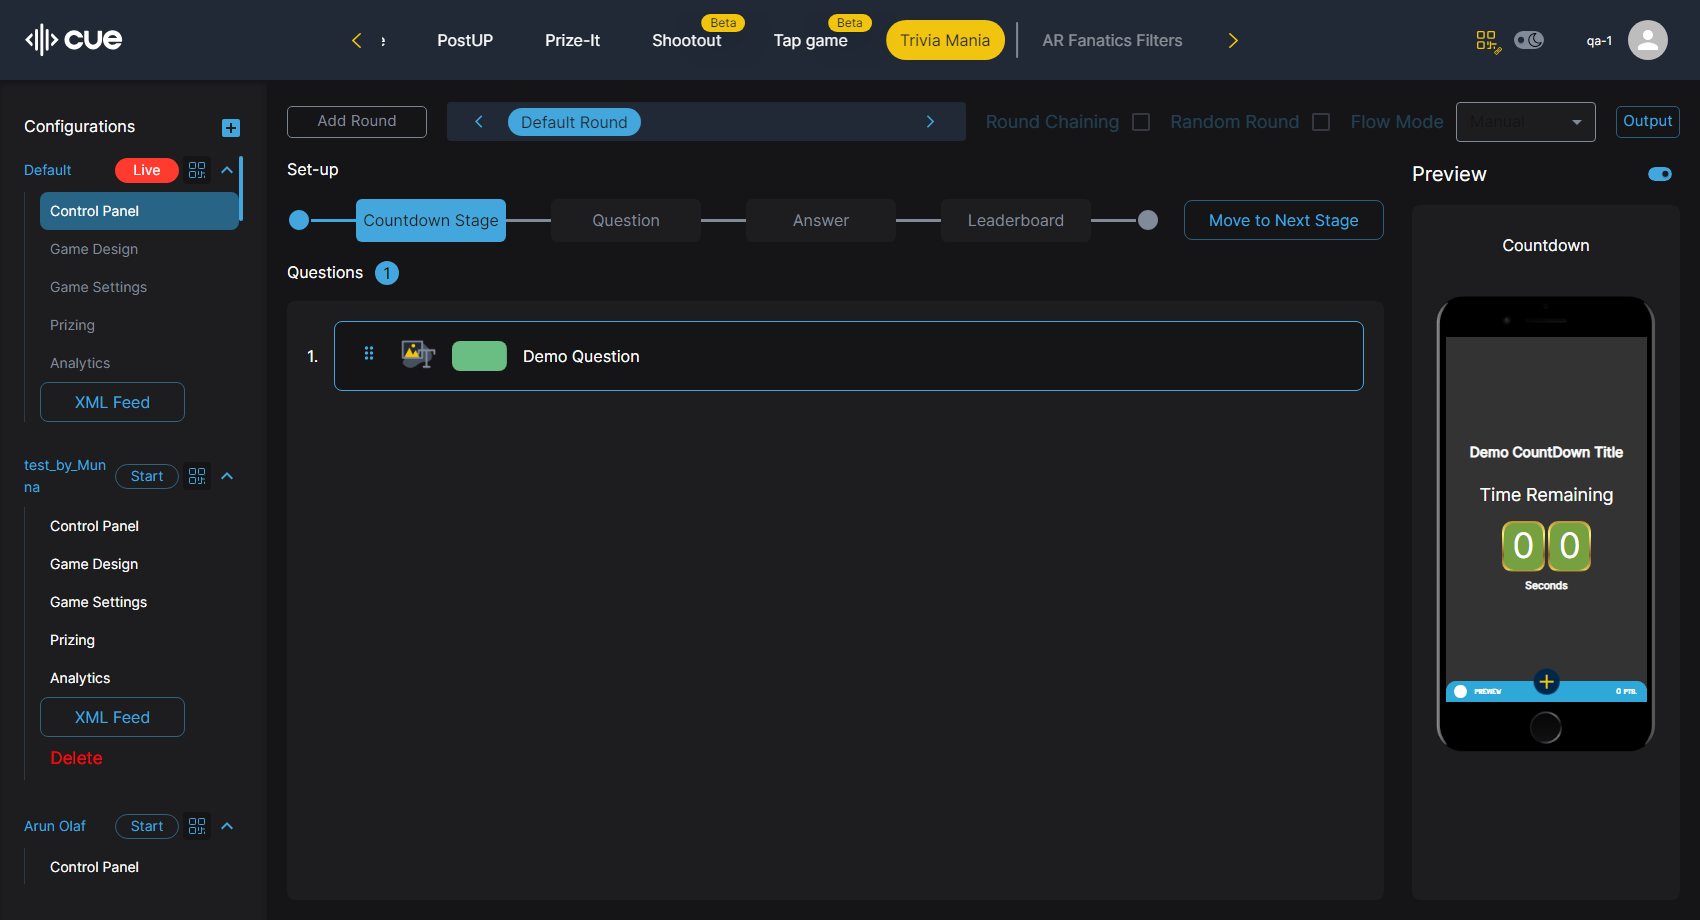 cue
PostUP
Prize-It
Shootout
Beta
Tap game
Beta
Trivia Mania
AR Fanatics Filters
qa-1
Configurations
Default
Live
Control Panel
Game Design
Game Settings
Prizing
Analytics
XML Feed
test_by_Mun
na
Start
Control Panel
Game Design
Game Settings
Prizing
Analytics
XML Feed
Delete
Arun Olaf
Start
Control Panel
Add Round
Default Round
Round Chaining
Random Round
Flow Mode
Manual
Output
Set-up
Countdown Stage
Question
Answer
Leaderboard
Move to Next Stage
Questions 1
1.
Demo Question
Preview
Countdown
Demo CountDown Title
Time Remaining
0 0
Seconds
PREVIEW
0 PTS.